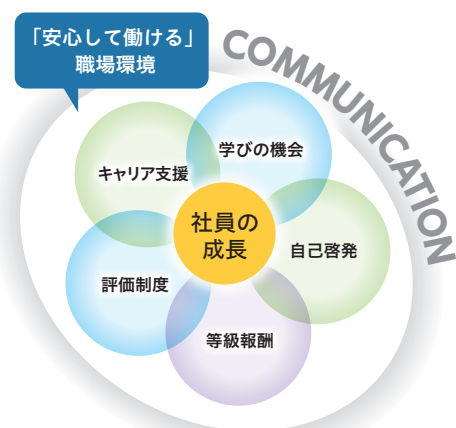 「安心して働ける」
職場環境
COMMUNICATION
学びの機会
キャリア支援
社員の
成長
自己啓発
評価制度
等級報酬